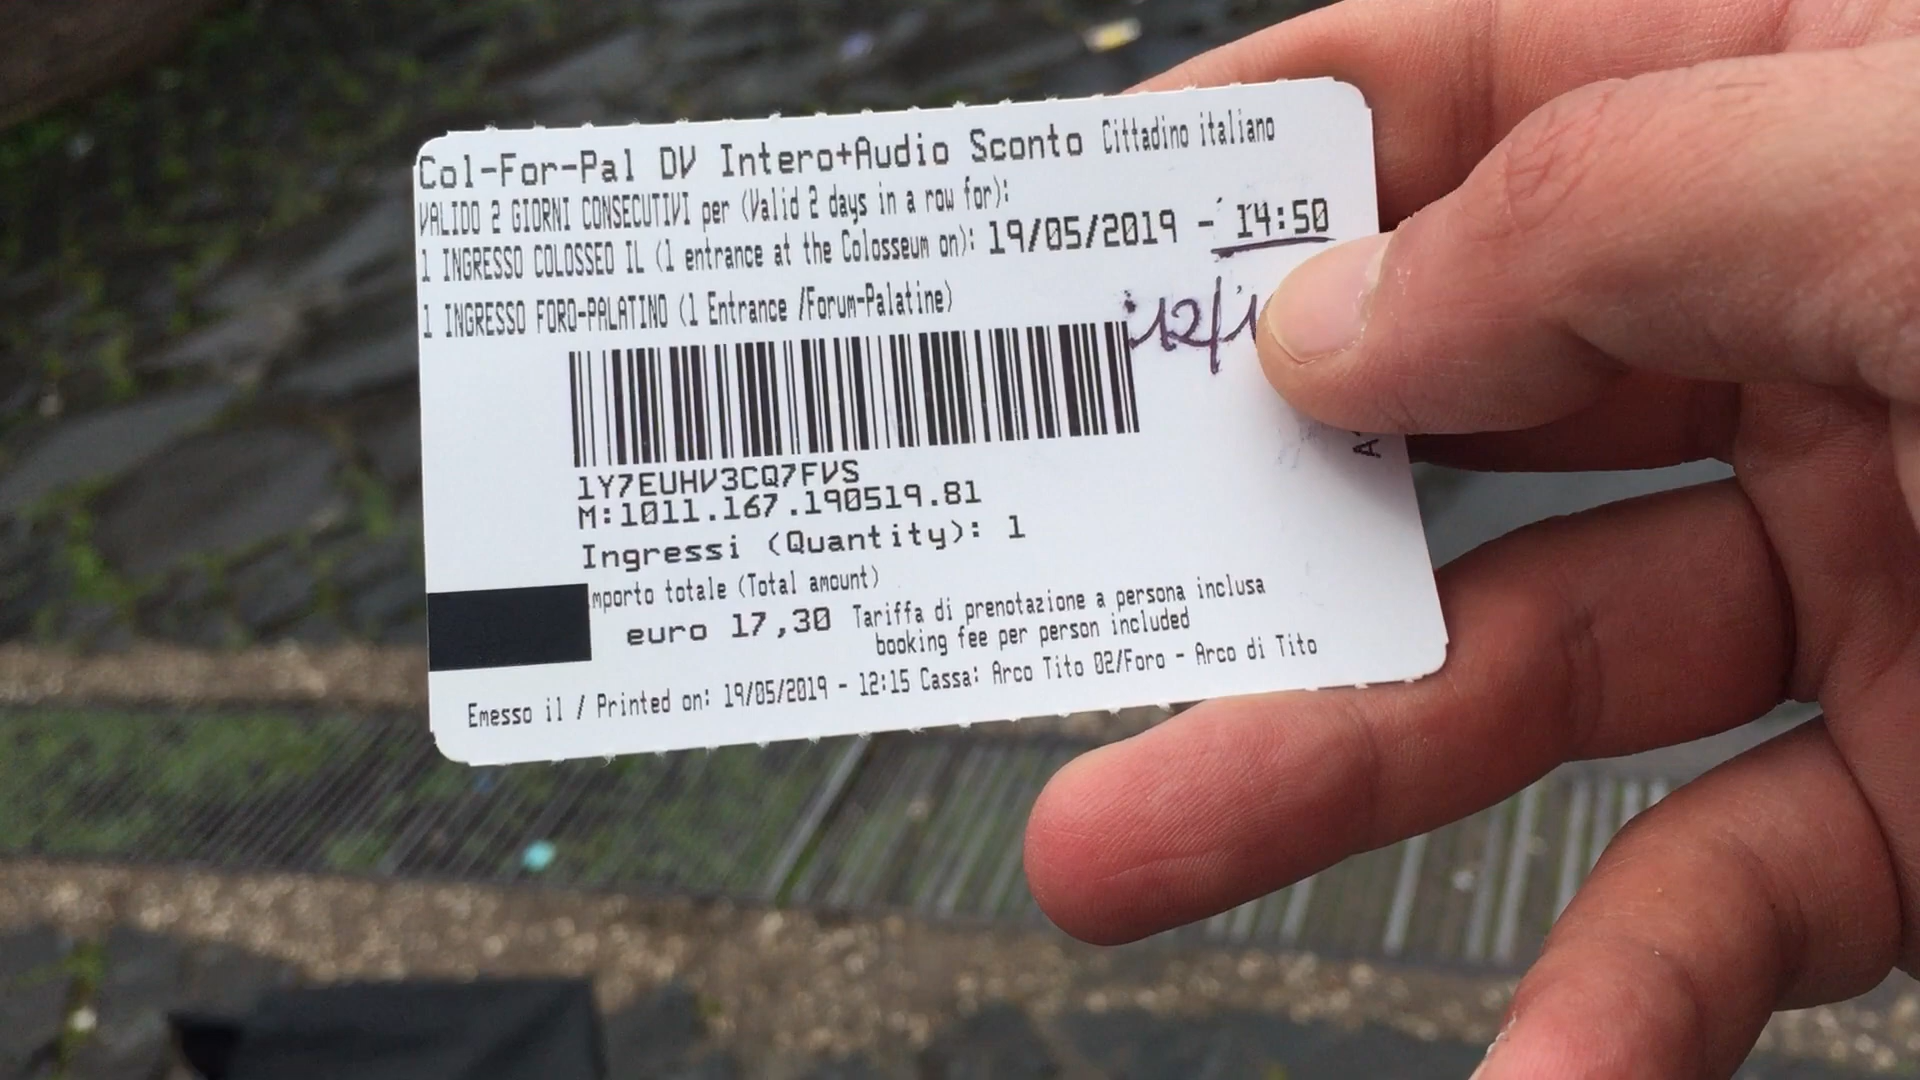 Col-For-Pal DV Intero+Audio Sconto Cittadino italiano
VALIDO 2 GIORNI CONSECUTIVI per (Valid 2 days in a row for):
1 INGRESSO COLOSSEO IL (1 entrance at the Colosseum on): 19/05/2019 - 14:50
1 INGRESSO FORO-PALATINO (1 Entrance /Forum-Palatine)
12/1
1Y7EUHV3CQ7FVS
M:1011.167.190519.81
Ingressi (Quantity): 1
mporto totale (Total amount)
euro 17,30 Tariffa di prenotazione a persona inclusa
booking fee per person included
Emesso il / Printed on: 19/05/2019 - 12:15 Cassa: Arco Tito 02/Foro - Arco di Tito